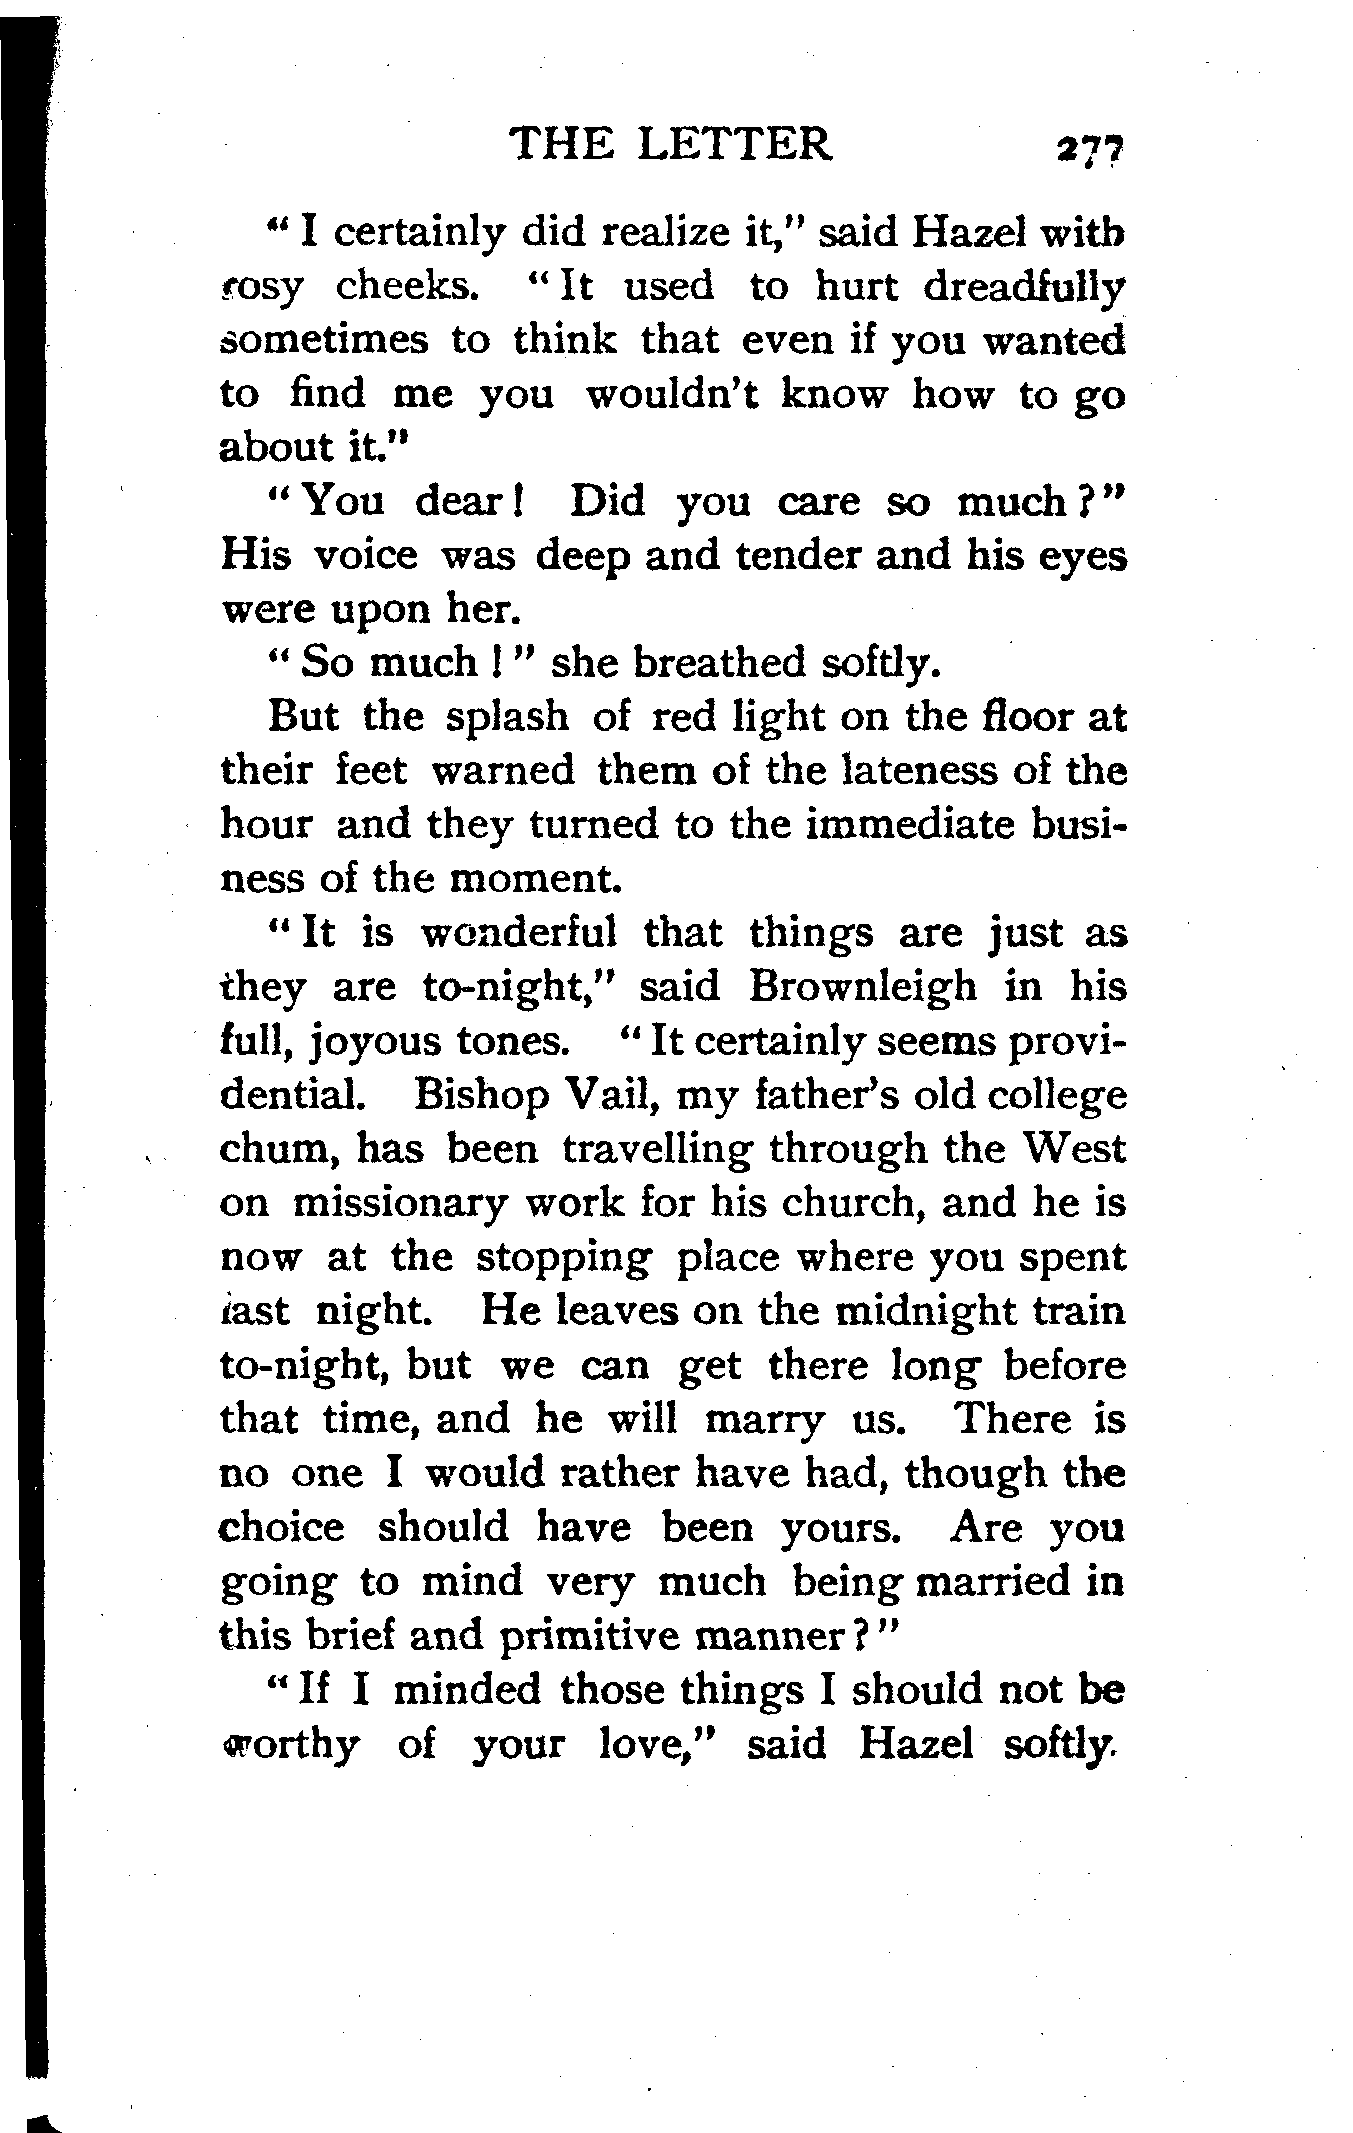 THE LETTER 277
“ I certainly did realize it,” said Hazel with
rosy cheeks. “ It used to hurt dreadfully
sometimes to think that even if you wanted
to find me you wouldn’t know how to go
about it.”
“ You dear ! Did you care so much ? ”
His voice was deep and tender and his eyes
were upon her.
“ So much ! ” she breathed softly.
But the splash of red light on the floor at
their feet warned them of the lateness of the
hour and they turned to the immediate busi-
ness of the moment.
“ It is wonderful that things are just as
they are to-night,” said Brownleigh in his
full, joyous tones. “ It certainly seems provi-
dential. Bishop Vail, my father’s old college
chum, has been travelling through the West
on missionary work for his church, and he is
now at the stopping place where you spent
last night. He leaves on the midnight train
to-night, but we can get there long before
that time, and he will marry us. There is
no one I would rather have had, though the
choice should have been yours. Are you
going to mind very much being married in
this brief and primitive manner ? ”
“ If I minded those things I should not be
worthy of your love,” said Hazel softly.